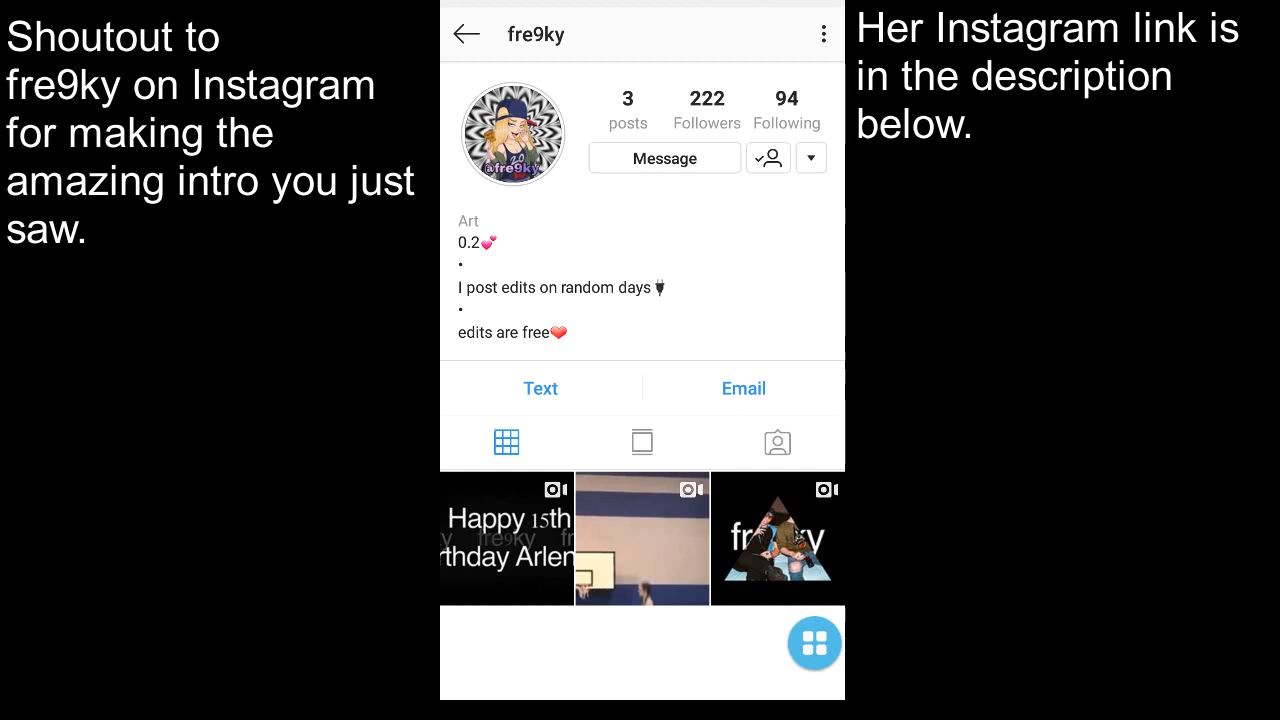 Shoutout to
fre9ky on Instagram
for making the
amazing intro you just
saw.
fre9ky
3
222
94
posts
Followers
Following
Message
@fre9ky
Art
0.2💕
•
I post edits on random days
•
edits are free❤
Text
Email
Happy 15th
rthday Arlen
fre9ky
Her Instagram link is
in the description
below.